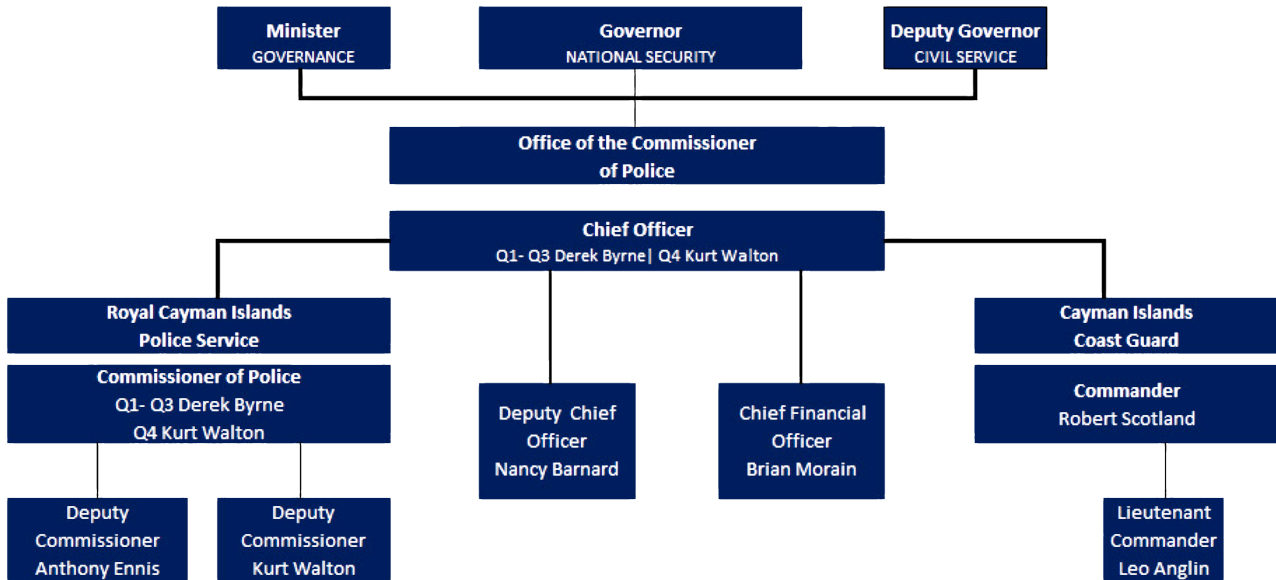 Minister
GOVERNANCE
Governor
NATIONAL SECURITY
Deputy Governor
CIVIL SERVICE
Office of the Commissioner
of Police
Chief Officer
Q1- Q3 Derek Byrne| Q4 Kurt Walton
Royal Cayman Islands
Police Service
Commissioner of Police
Q1- Q3 Derek Byrne
Q4 Kurt Walton
Deputy
Commissioner
Anthony Ennis
Deputy
Commissioner
Kurt Walton
Deputy Chief
Officer
Nancy Barnard
Chief Financial
Officer
Brian Morain
Cayman Islands
Coast Guard
Commander
Robert Scotland
Lieutenant
Commander
Leo Anglin